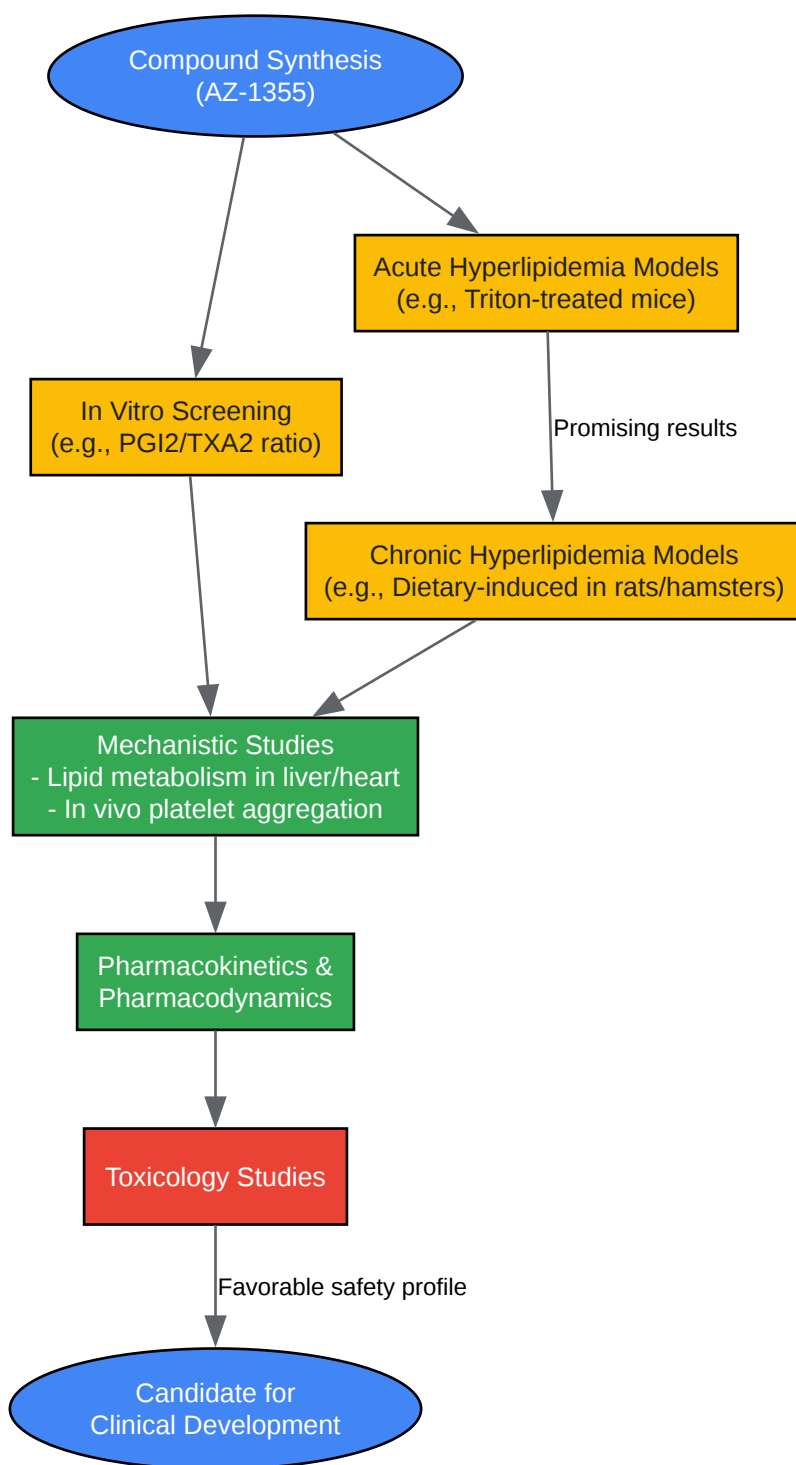 Compound Synthesis
(AZ-1355)
Acute Hyperlipidemia Models
(e.g., Triton-treated mice)
In Vitro Screening
(e.g., PGI2/TXA2 ratio)
Promising results
Chronic Hyperlipidemia Models
(e.g., Dietary-induced in rats/hamsters)
Mechanistic Studies
- Lipid metabolism in liver/heart
- In vivo platelet aggregation
Pharmacokinetics &
Pharmacodynamics
Toxicology Studies
Favorable safety profile
Candidate for
Clinical Development